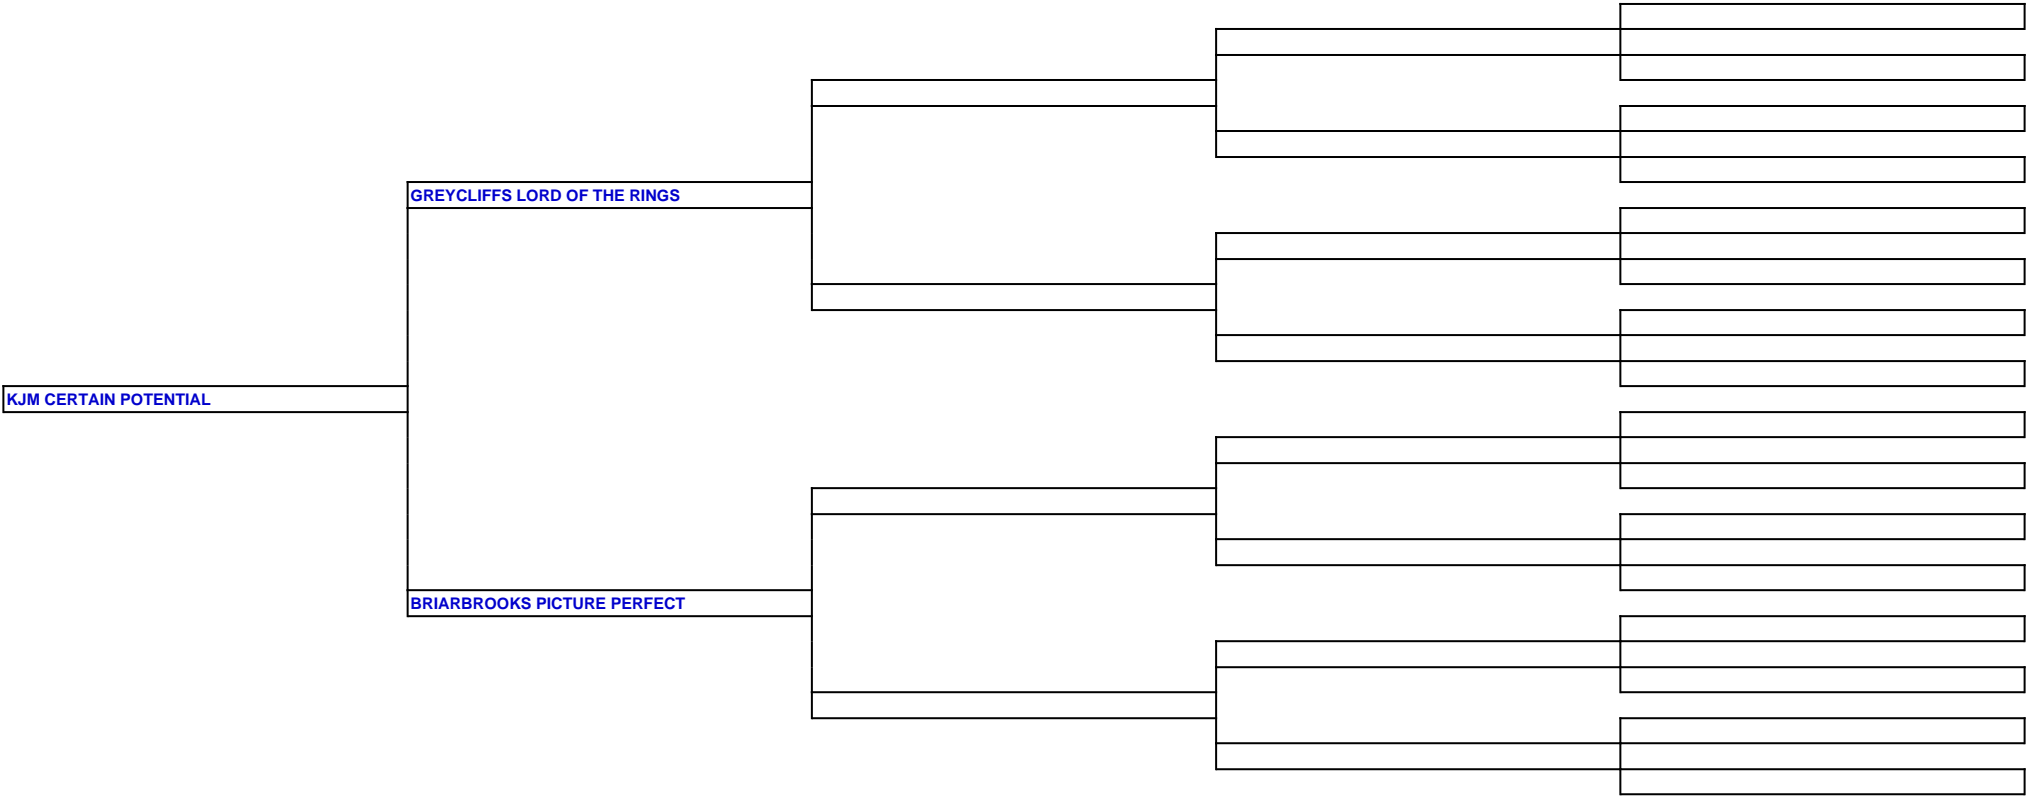 GREYCLIFFS LORD OF THE RINGS
KJM CERTAIN POTENTIAL
BRIARBROOKS PICTURE PERFECT